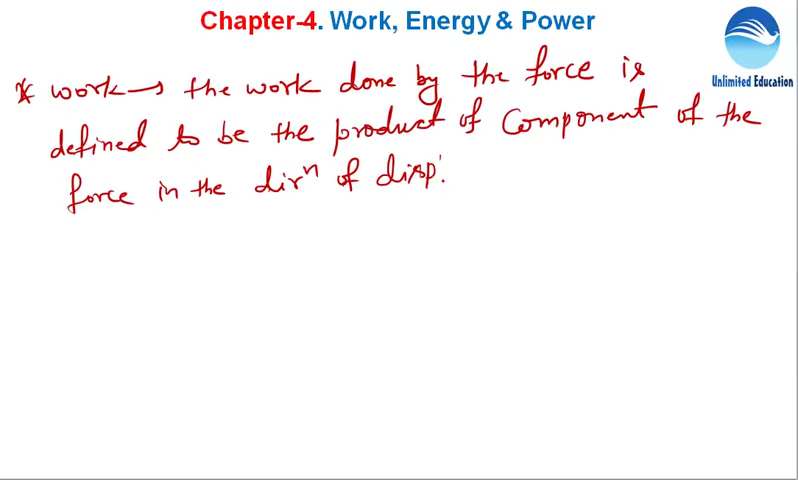 Chapter-4. Work, Energy & Power
Unlimited Education
* work → the work done by the force is
defined to be the product of component of the
force in the dirⁿ of disp!